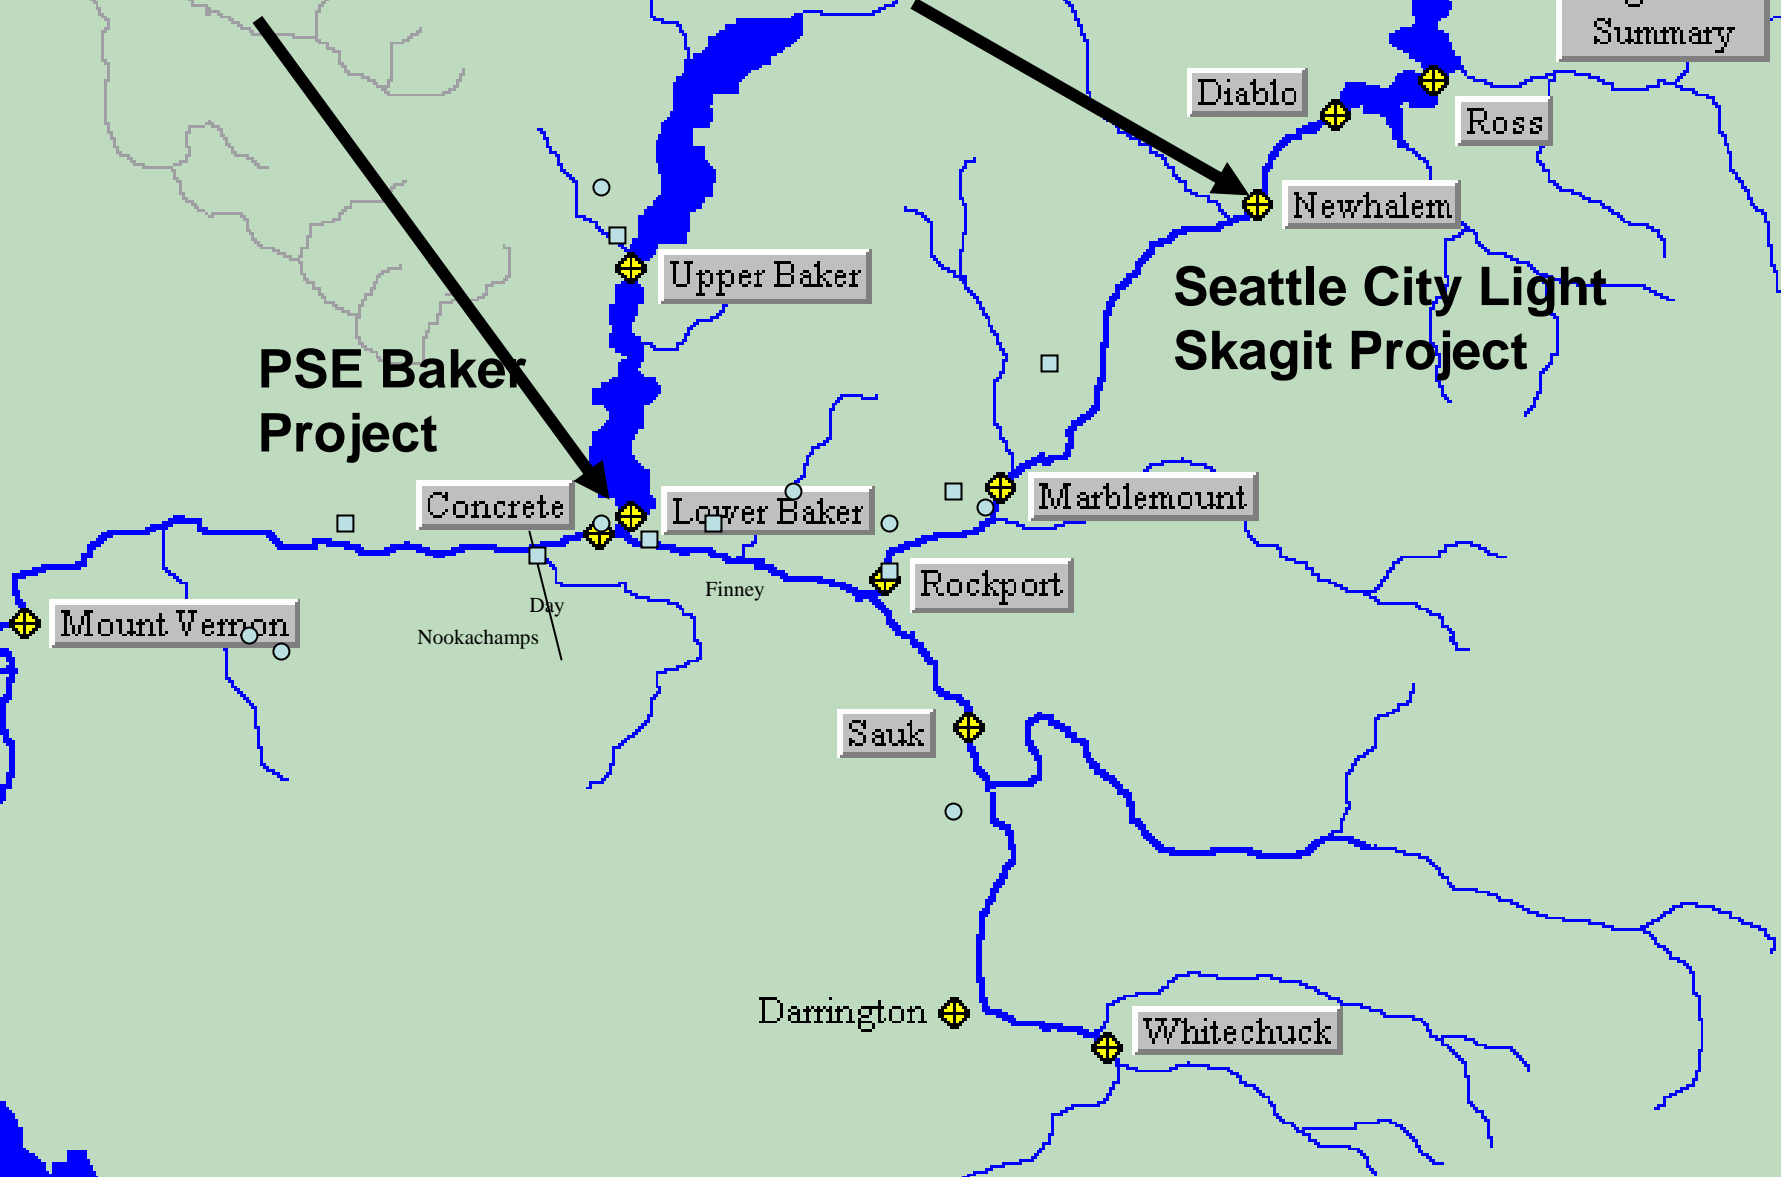 Summary
Diablo
Ross
Newhalem
Upper Baker
Seattle City Light
Skagit Project
PSE Baker
Project
Concrete
Lower Baker
Marblemount
Rockport
Finney
Day
Mount Vernon
Nookachamps
Sauk
Darrington
Whitechuck